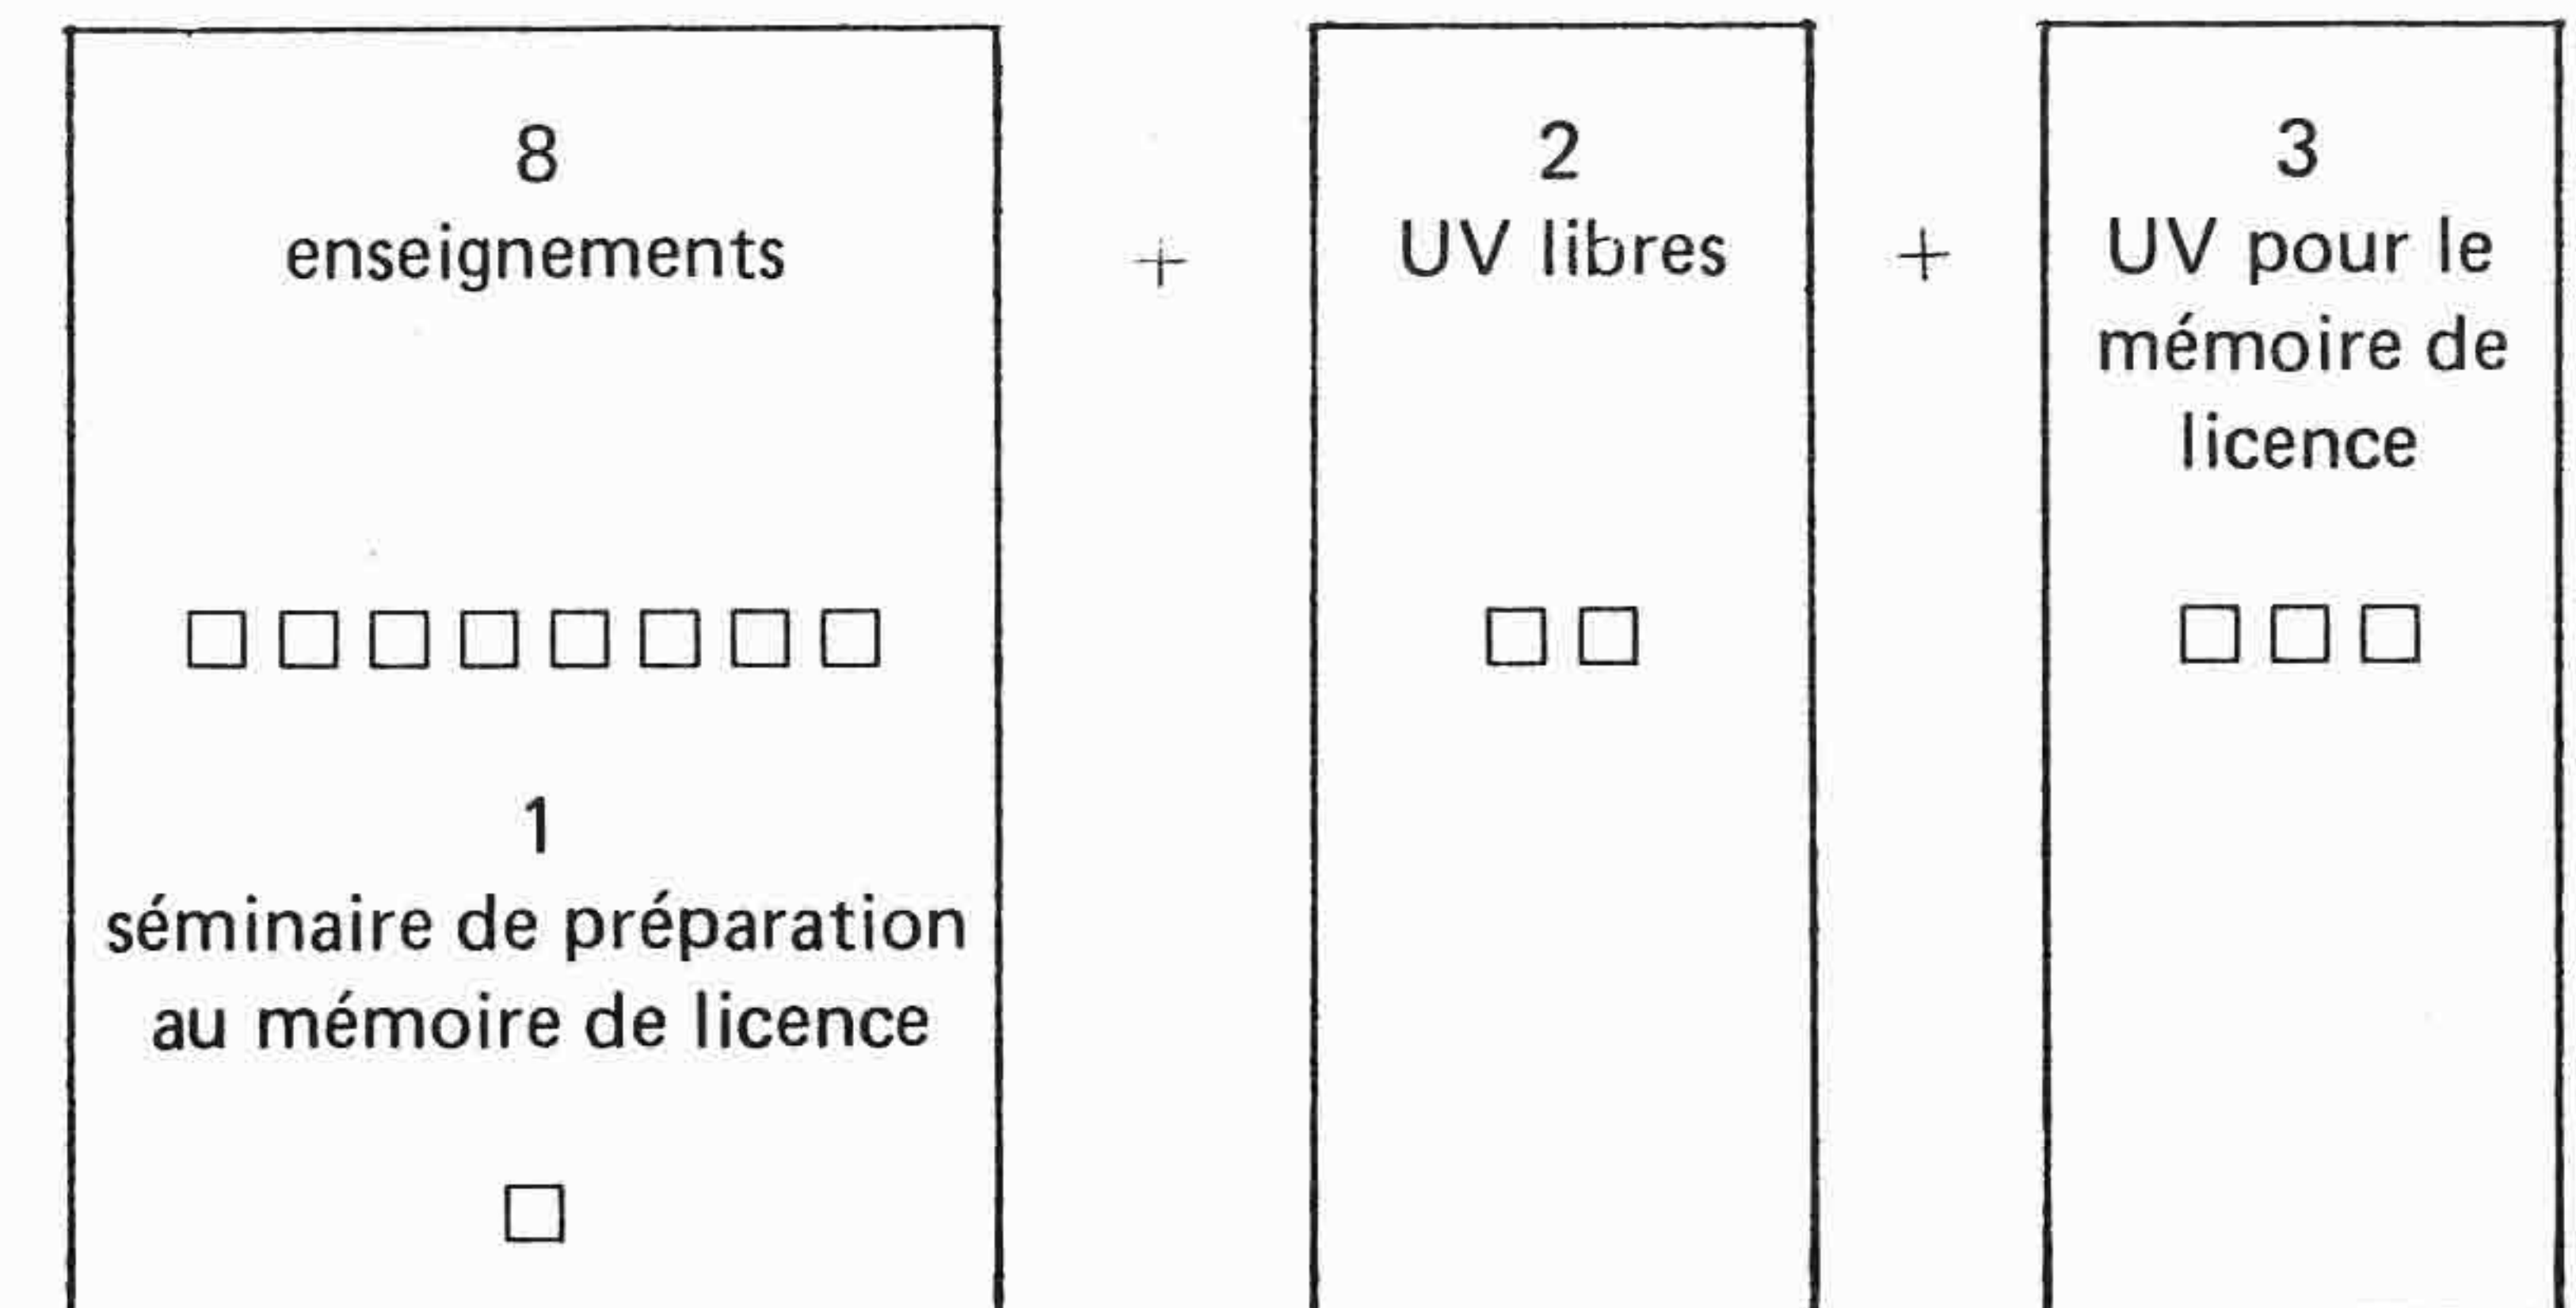 8
enseignements
□ □ □ □ □ □ □ □
1
séminaire de préparation
au mémoire de licence
□
+
2
UV libres
□ □
+
3
UV pour le
mémoire de
licence
□ □ □